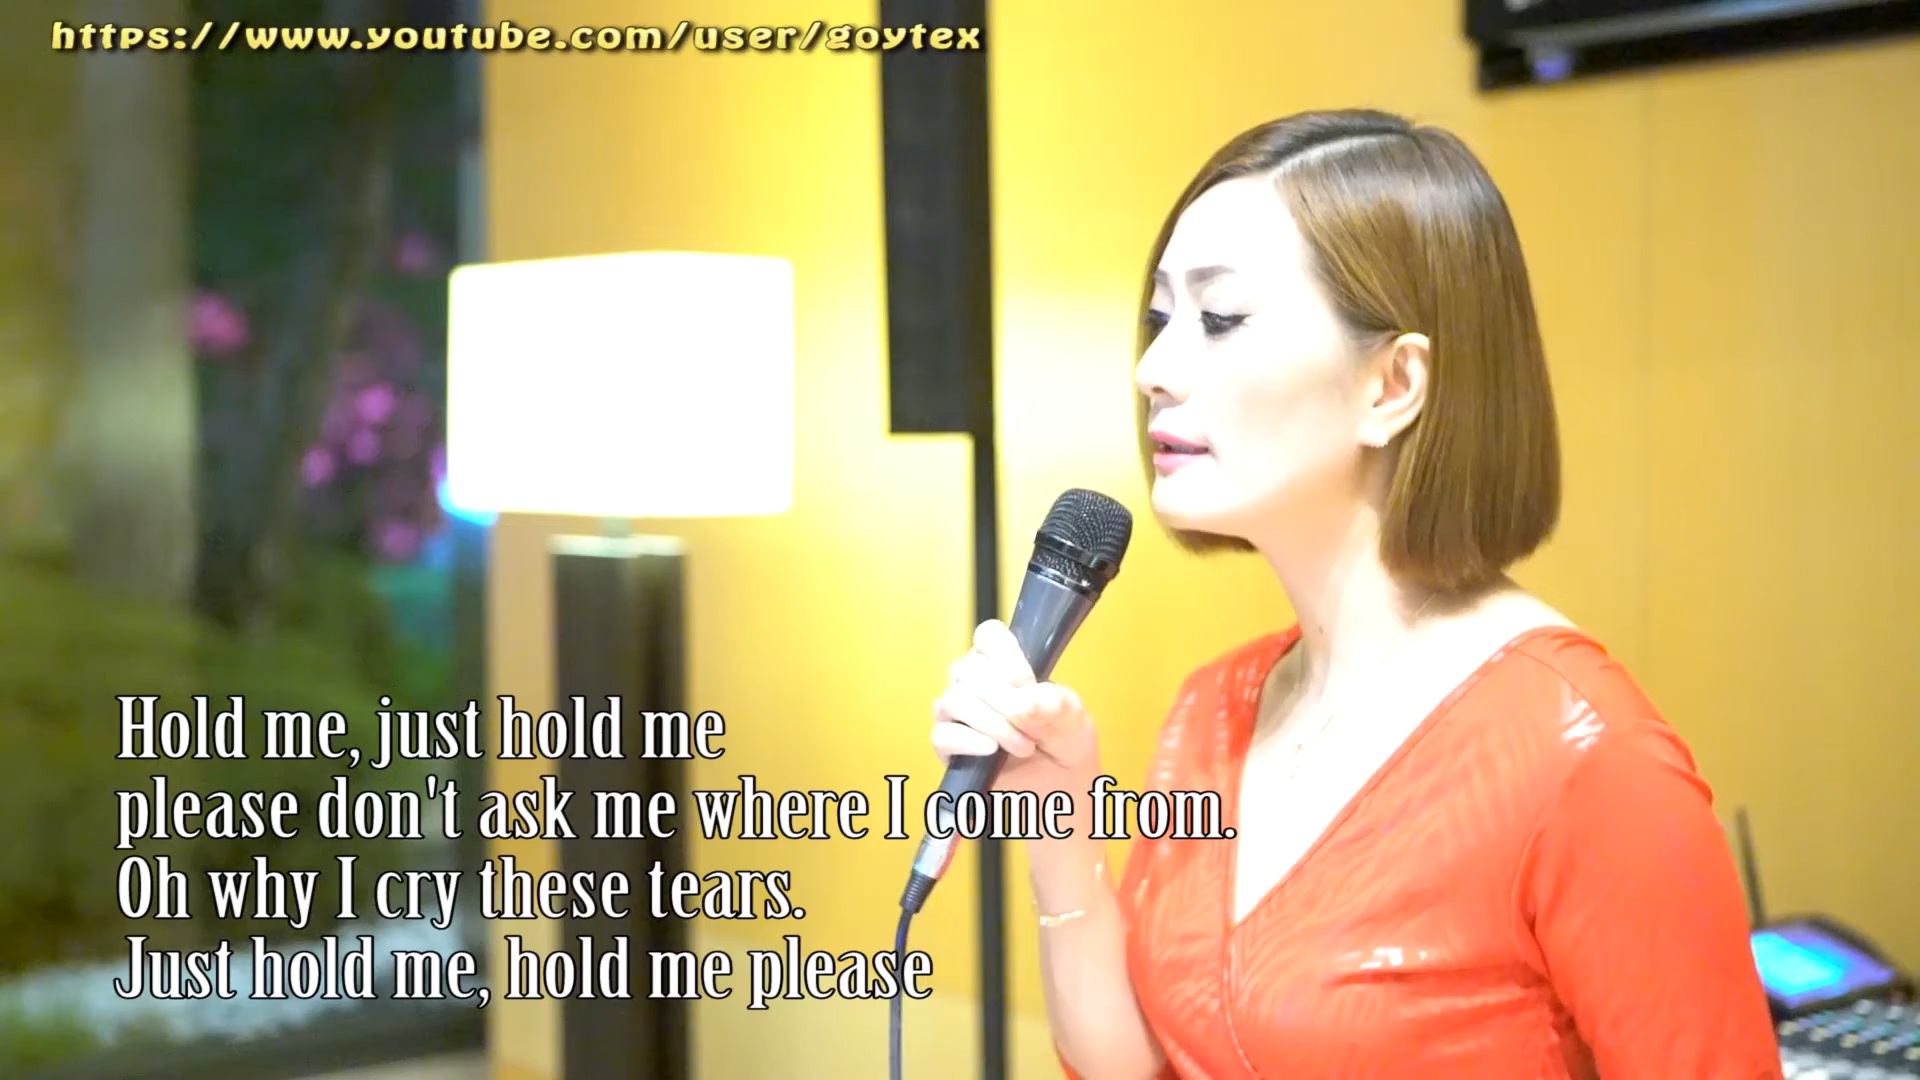 https://www.youtube.com/user/goytex
Hold me, just hold me
please don't ask me where I come from.
Oh why I cry these tears.
Just hold me, hold me please